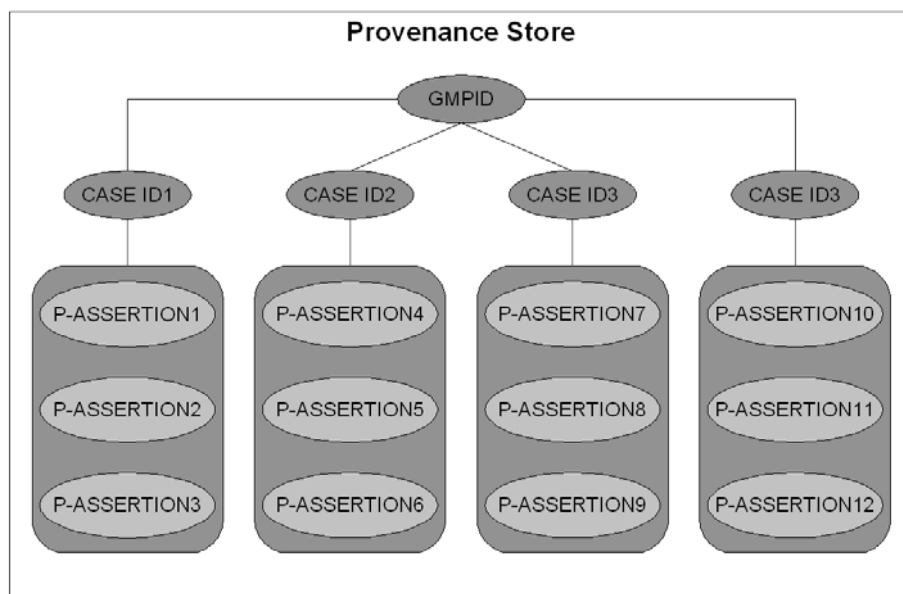 Provenance Store
GMPID
CASE ID1
CASE ID2
CASE ID3
CASE ID3
P-ASSERTION1
P-ASSERTION4
P-ASSERTION7
P-ASSERTION10
P-ASSERTION2
P-ASSERTION5
P-ASSERTION8
P-ASSERTION11
P-ASSERTION3
P-ASSERTION6
P-ASSERTION9
P-ASSERTION12